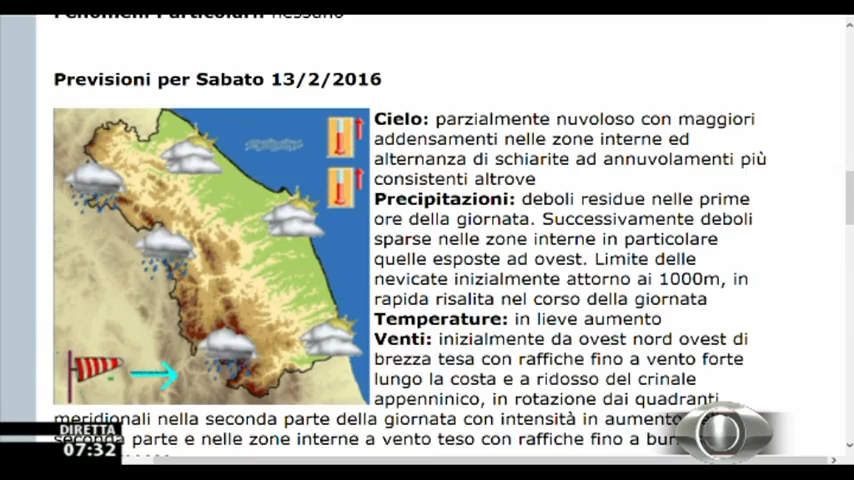 Fenomeni Particolari: nessuno
Previsioni per Sabato 13/2/2016
Cielo: parzialmente nuvoloso con maggiori
addensamenti nelle zone interne ed
alternanza di schiarite ad annuvolamenti più
consistenti altrove
Precipitazioni: deboli residue nelle prime
ore della giornata. Successivamente deboli
sparse nelle zone interne in particolare
quelle esposte ad ovest. Limite delle
nevicate inizialmente attorno ai 1000m, in
rapida risalita nel corso della giornata
Temperature: in lieve aumento
Venti: inizialmente da ovest nord ovest di
brezza tesa con raffiche fino a vento forte
lungo la costa e a ridosso del crinale
appenninico, in rotazione dai quadranti
meridionali nella seconda parte della giornata con intensità in aumento
seconda parte e nelle zone interne a vento teso con raffiche fino a
DIRETTA
07:32